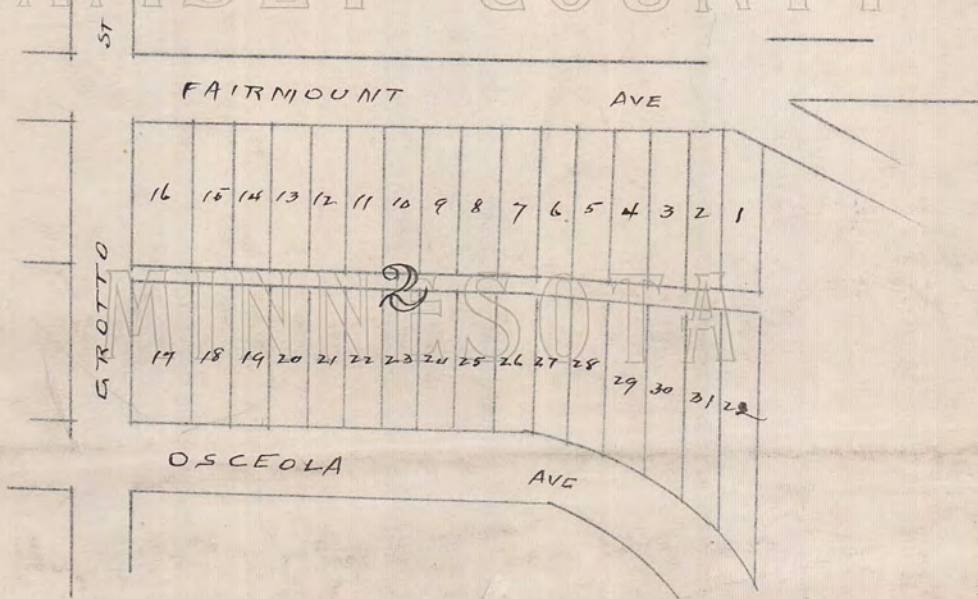 RAMSEY COUNTY
ST
FAIRMOUNT AVE
16 15 14 13 12 11 10 9 8 7 6 5 4 3 2 1
GROTTO
2
MINNESOTA
17 18 19 20 21 22 23 24 25 26 27 28 29 30 31
OSCEOLA AVE